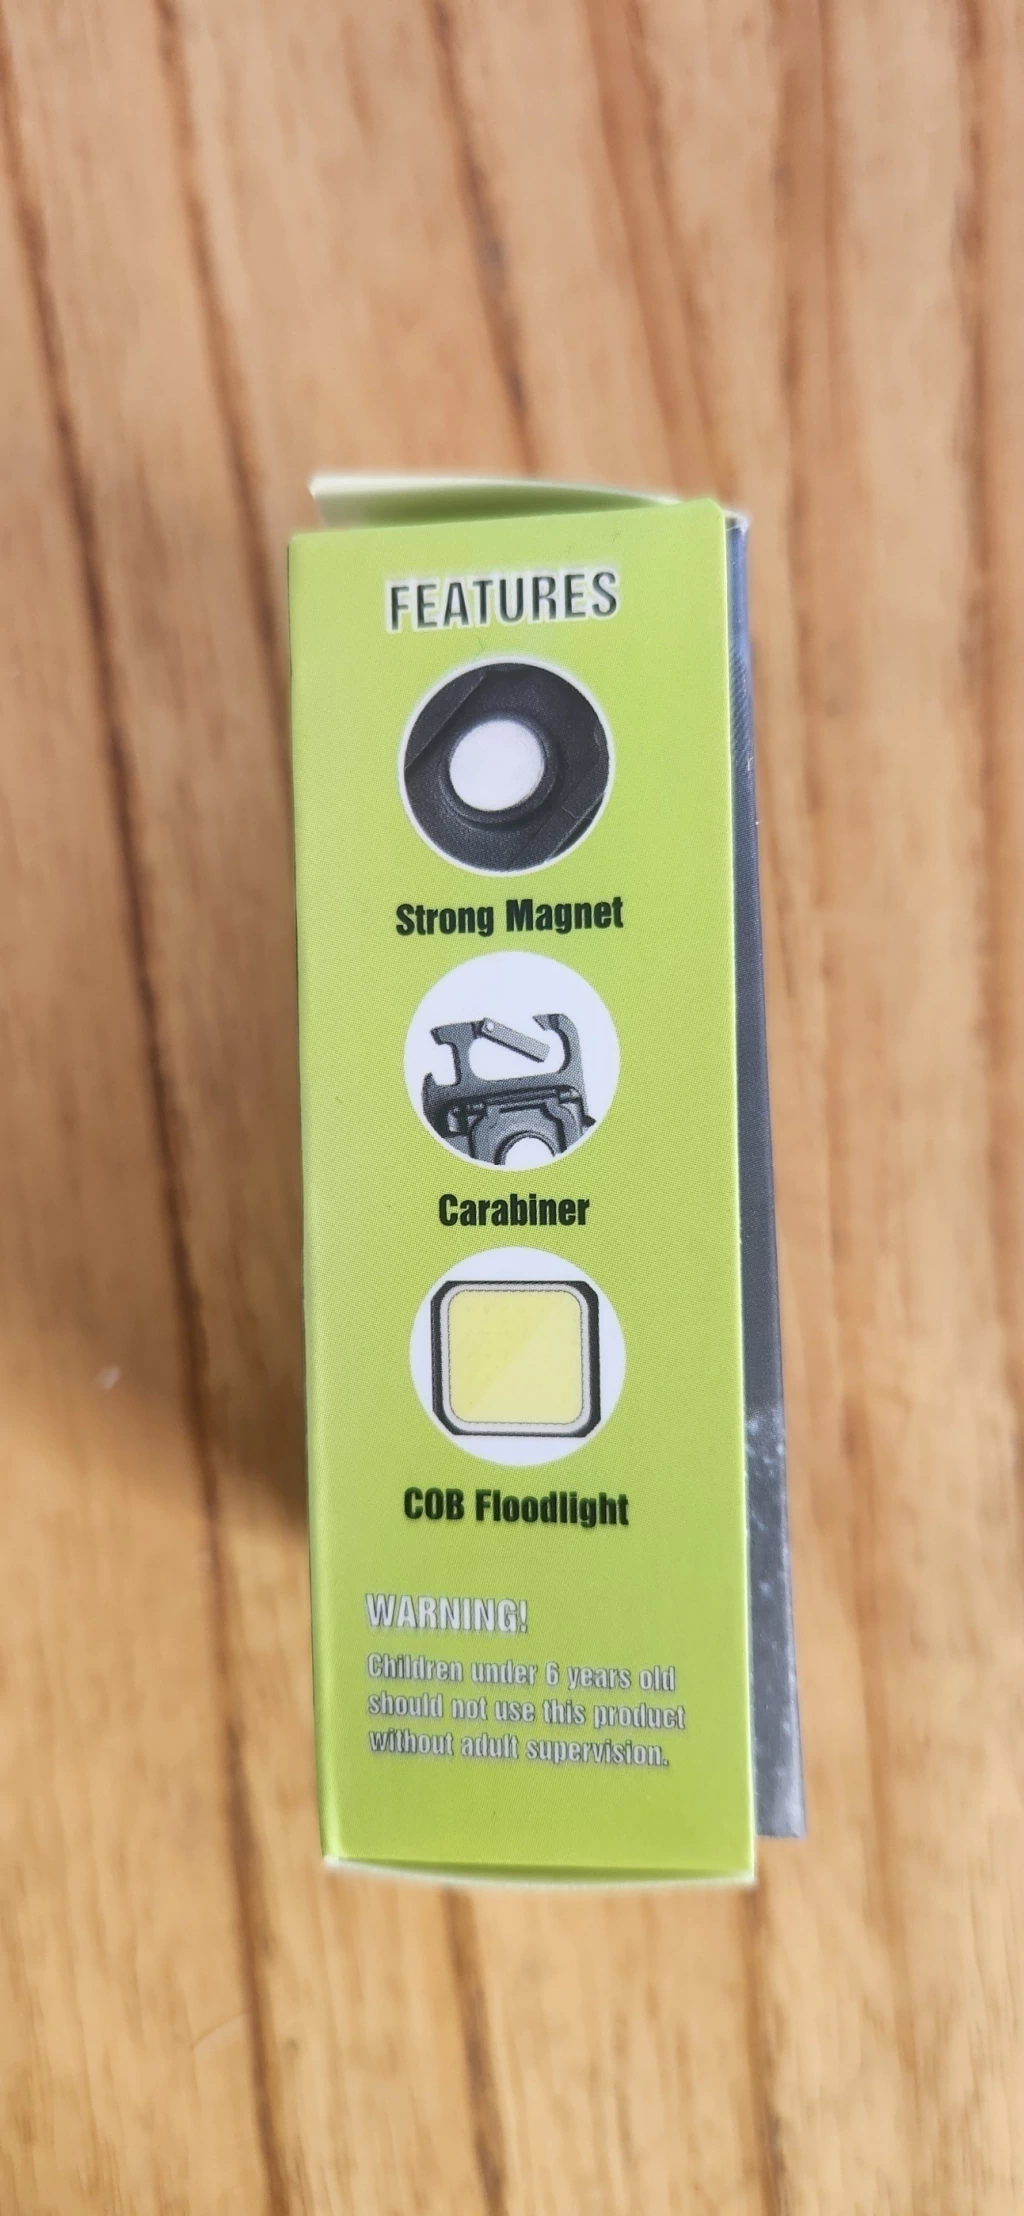 FEATURES
Strong Magnet
Carabiner
COB Floodlight
WARNING!
Children under 6 years old
should not use this product
without adult supervision.